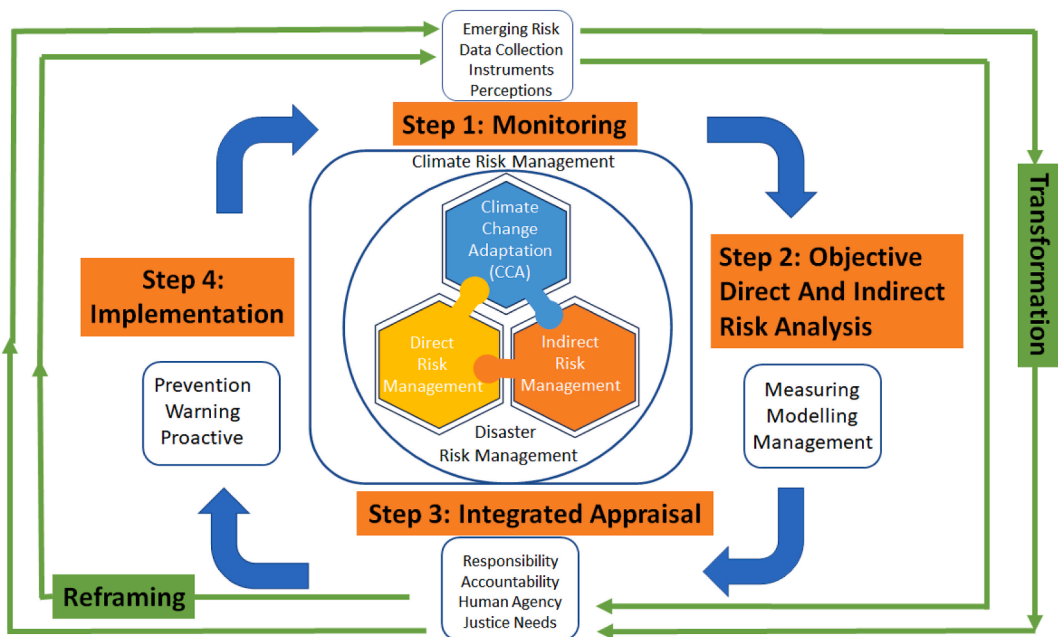 Emerging Risk
Data Collection
Instruments
Perceptions
Step 1: Monitoring
Climate Risk Management
Climate
Change
Adaptation
(CCA)
Direct
Risk
Management
Indirect
Risk
Management
Disaster
Risk Management
Transformation
Step 2: Objective
Direct And Indirect
Risk Analysis
Measuring
Modelling
Management
Step 3: Integrated Appraisal
Responsibility
Accountability
Human Agency
Justice Needs
Step 4:
Implementation
Prevention
Warning
Proactive
Reframing